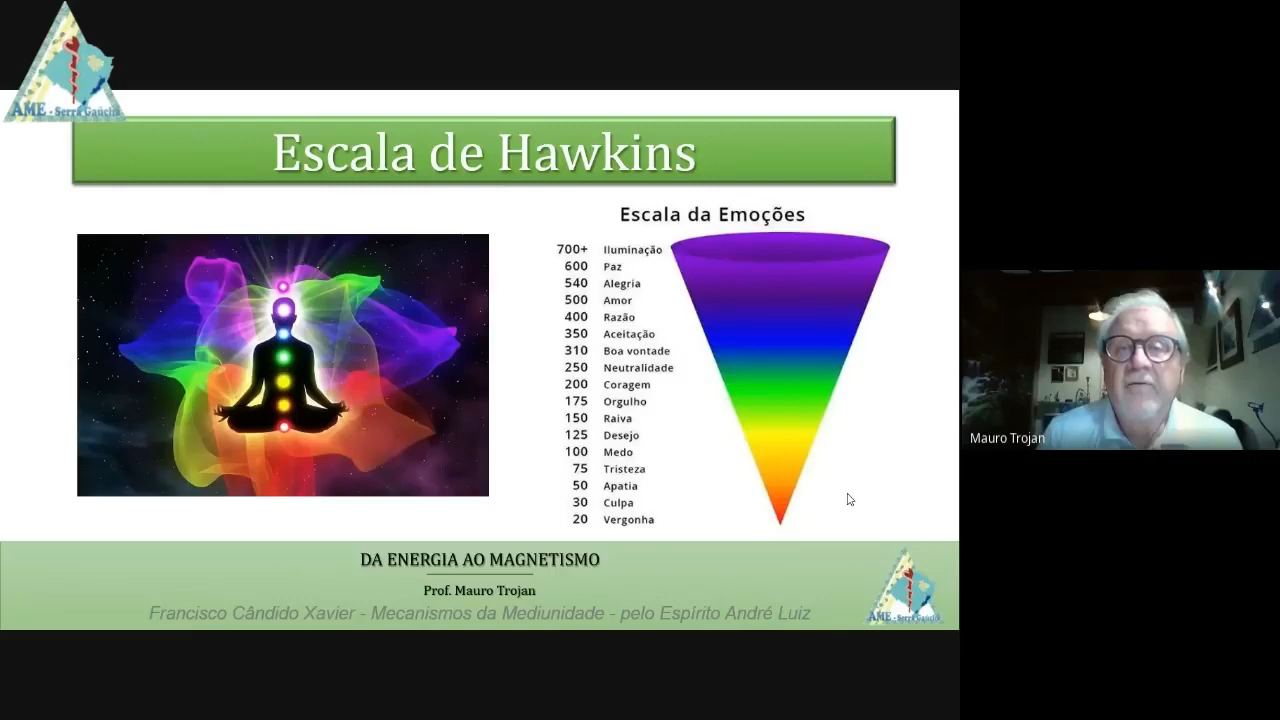 AME - Serra Gaúcha
Escala de Hawkins
Escala da Emoções
700+ Iluminação
600 Paz
540 Alegria
500 Amor
400 Razão
350 Aceitação
310 Boa vontade
250 Neutralidade
200 Coragem
175 Orgulho
150 Raiva
125 Desejo
100 Medo
75 Tristeza
50 Apatia
30 Culpa
20 Vergonha
Mauro Trojan
DA ENERGIA AO MAGNETISMO
Prof. Mauro Trojan
Francisco Cândido Xavier - Mecanismos da Mediunidade - pelo Espírito André Luiz
AME - Serra Gaúcha